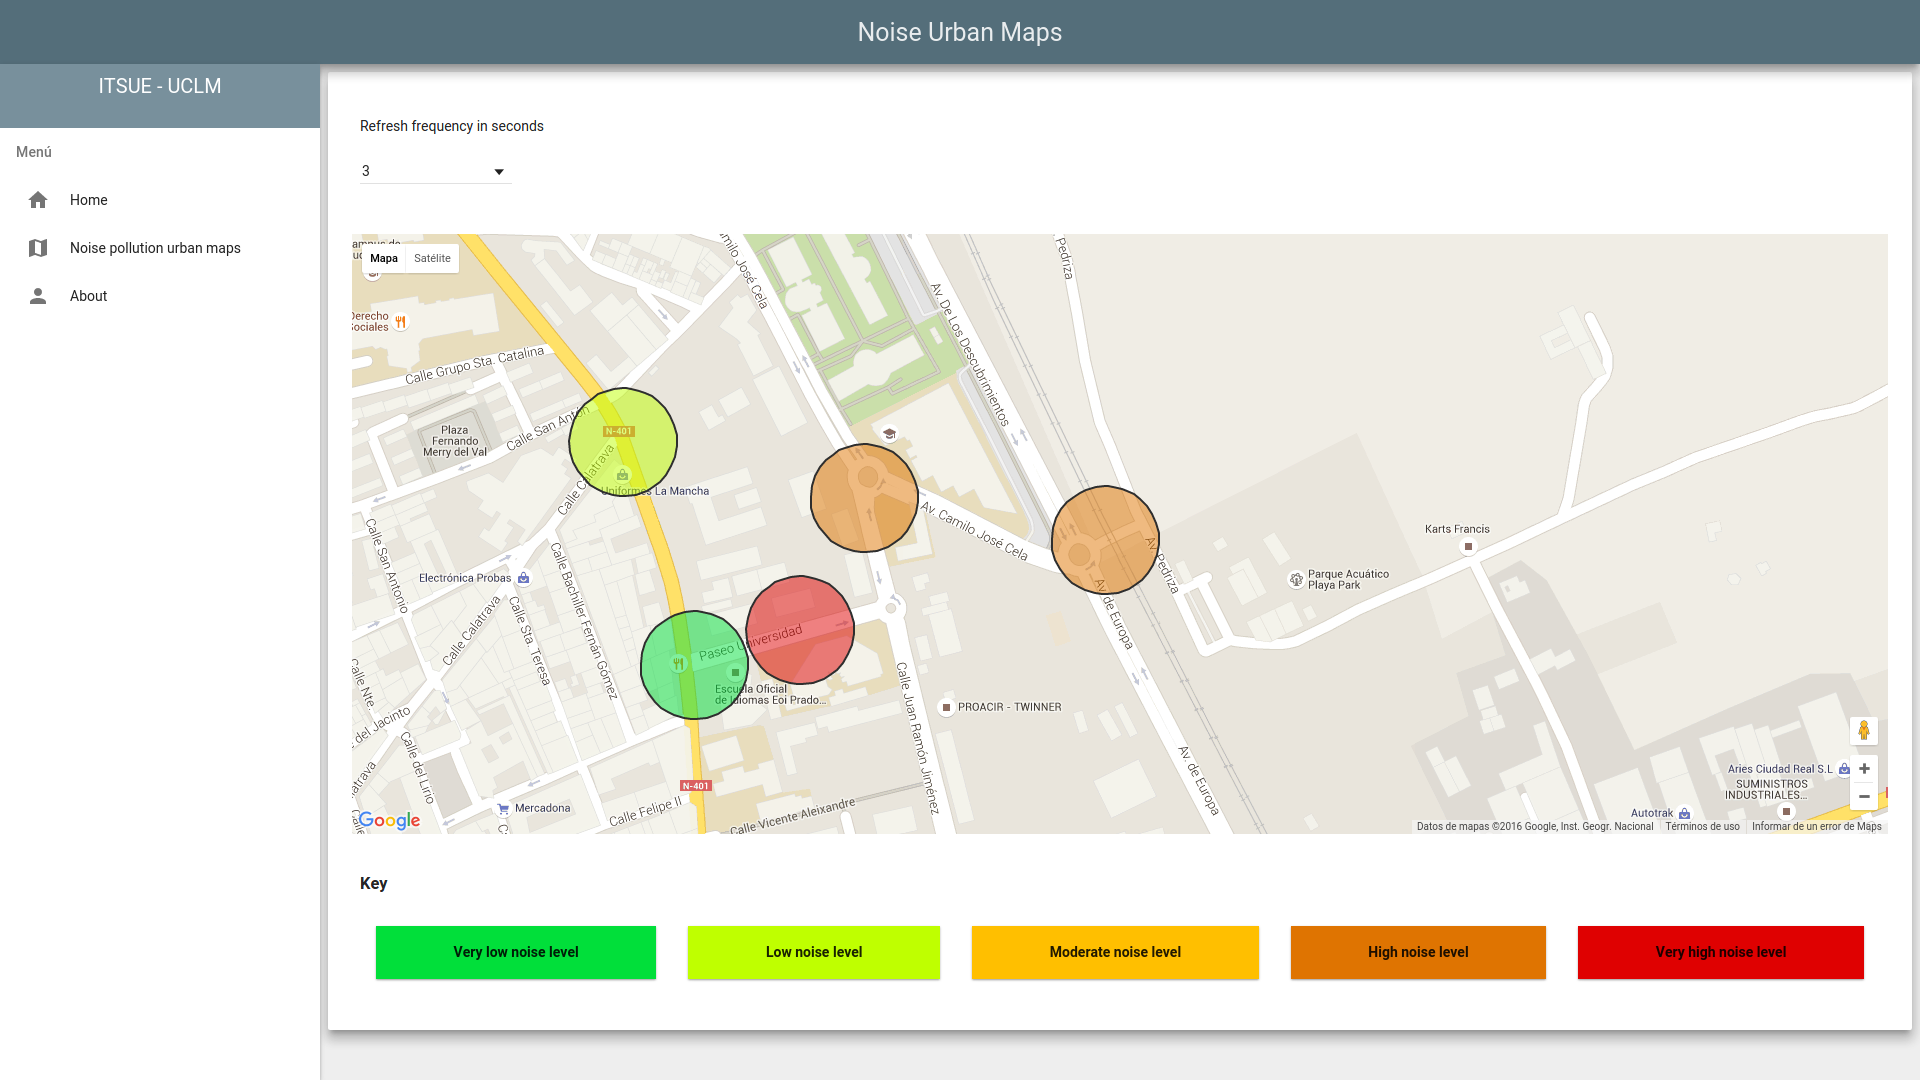 Noise Urban Maps
ITSUE - UCLM
Menú
Home
Noise pollution urban maps
About
Refresh frequency in seconds
3
Mapa
Satélite
Derecho
Sociales
Calle Grupo Sta. Catalina
Plaza
Fernando
Merry del Val
Calle San Antón
N-401
Calle Calatrava
Uniformes La Mancha
milo José Cela
Av. De Los Descubrimientos
Pedriza
Av. Camilo José Cela
Av. Pedriza
Av. de Europa
Karts Francis
Parque Acuático
Playa Park
Calle San Antonio
Electrónica Probas
Calle Bachiller Fernán Gómez
Calle Calatrava
Calle Sta. Teresa
Paseo Universidad
Escuela Oficial
de Idiomas Eoi Prado...
Calle Juan Ramón Jiménez
PROACIR - TWINNER
Calle Nte.
del Jacinto
Calle del Lirio
atrava
Av. de Europa
N-401
Mercadona
Calle Felipe II
Calle Vicente Aleixandre
Aries Ciudad Real S.L
SUMINISTROS
INDUSTRIALES...
Autotrak
Google
Datos de mapas ©2016 Google, Inst. Geogr. Nacional
Términos de uso
Informar de un error de Maps
Key
Very low noise level
Low noise level
Moderate noise level
High noise level
Very high noise level